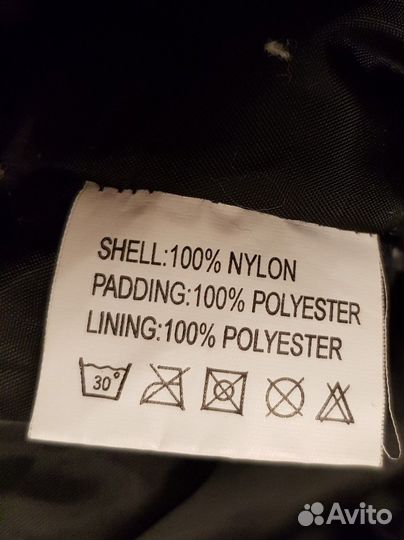 SHELL:100% NYLON
PADDING:100% POLYESTER
LINING:100% POLYESTER
30°
Avito